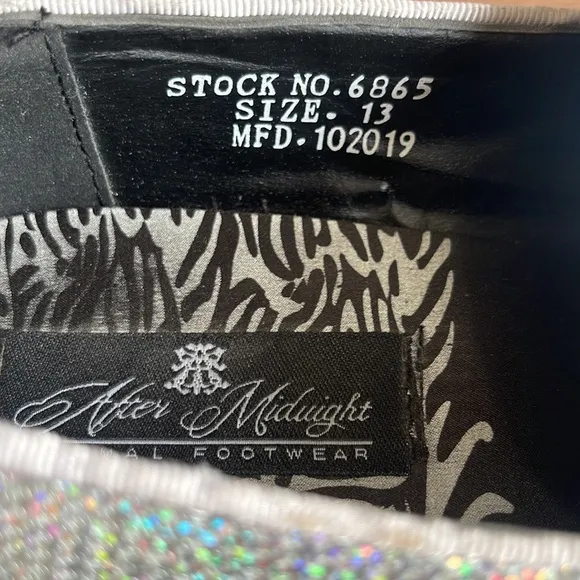 STOCK NO.6865
SIZE. 13
MFD.102019
After Midnight
MAL FOOTWEAR